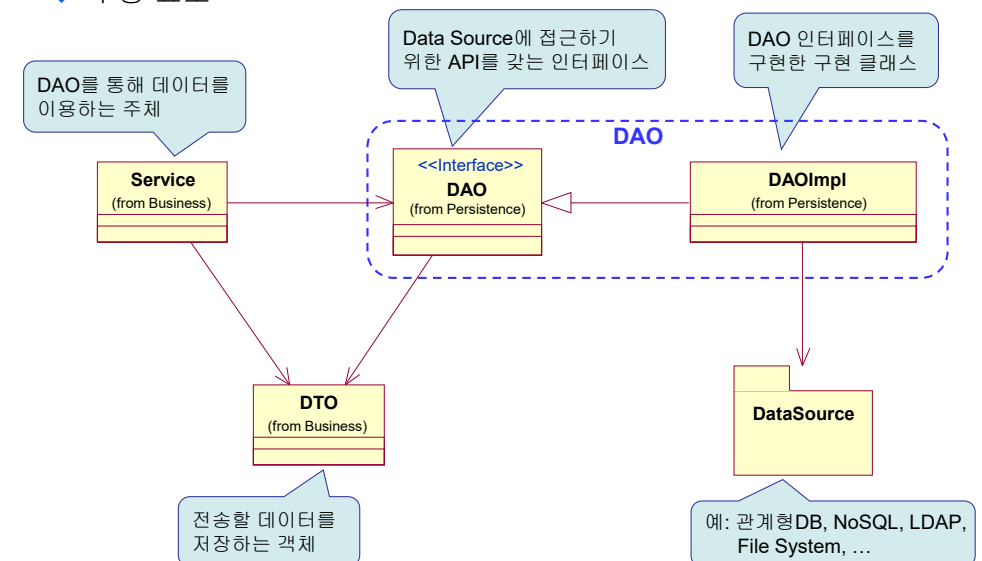 Data Source에 접근하기
위한 API를 갖는 인터페이스
DAO 인터페이스를
구현한 구현 클래스
DAO를 통해 데이터를
이용하는 주체
DAO
Service
(from Business)
<<Interface>>
DAO
(from Persistence)
DAOImpl
(from Persistence)
DTO
(from Business)
DataSource
전송할 데이터를
저장하는 객체
예: 관계형DB, NoSQL, LDAP,
File System, …